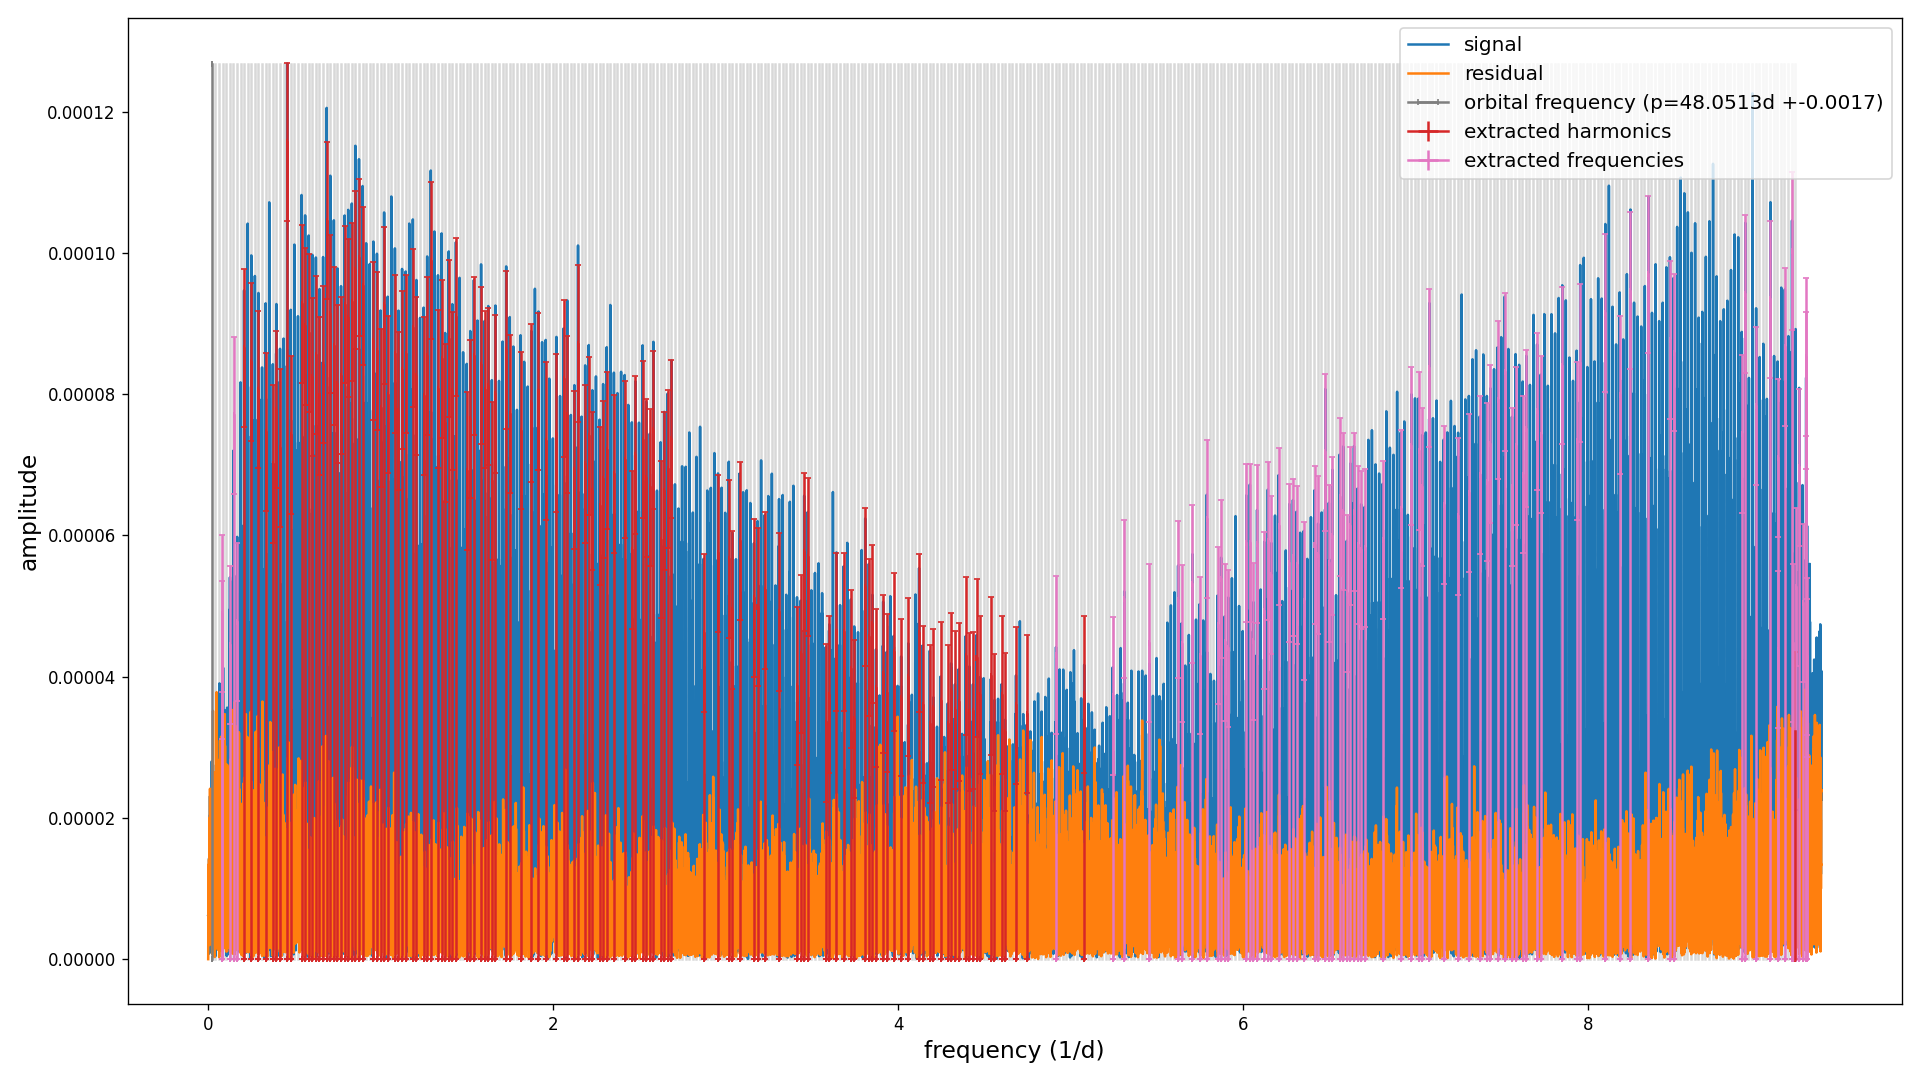 signal
residual
orbital frequency (p=48.0513d +-0.0017)
extracted harmonics
extracted frequencies
0.00012
0.00010
0.00008
0.00006
0.00004
0.00002
0.00000
amplitude
0 2 4 6 8
frequency (1/d)